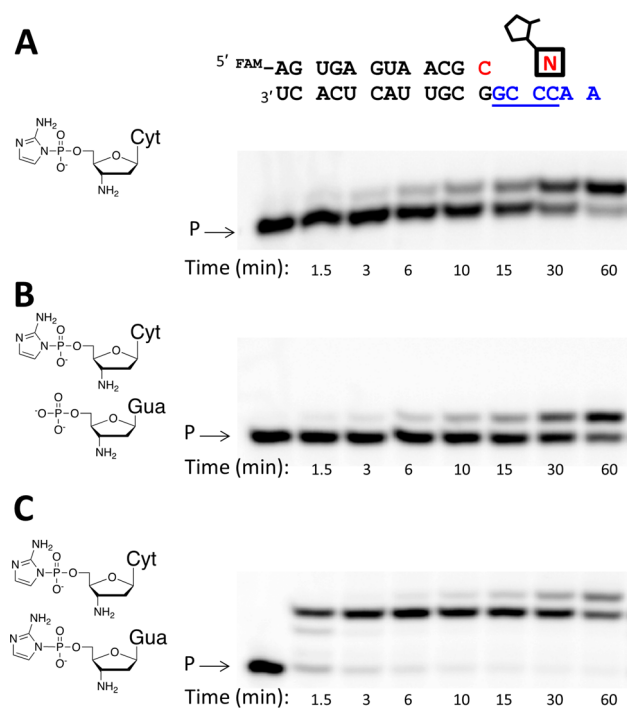 A
5′ FAM–AG UGA GUA ACG C
N
3′ UC ACU CAU UGC GGC CCA A
NH₂
Cyt
N
N
O
P
O
O⁻
O
NH₂
P
Time (min): 1.5 3 6 10 15 30 60
B
NH₂
Cyt
N
N
O
P
O
O⁻
O
NH₂
Gua
O
⁻O
P
O
O⁻
O
NH₂
P
Time (min): 1.5 3 6 10 15 30 60
C
NH₂
Cyt
N
N
O
P
O
O⁻
O
NH₂
NH₂
Gua
N
N
O
P
O
O⁻
O
NH₂
P
Time (min): 1.5 3 6 10 15 30 60